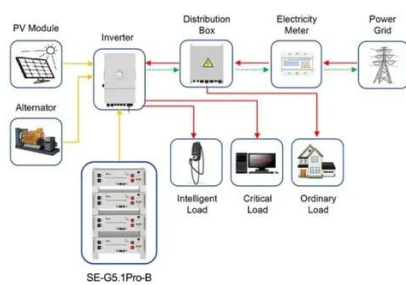 PV Module
Inverter
Distribution
Box
Electricity
Meter
Power
Grid
Alternator
Intelligent
Load
Critical
Load
Ordinary
Load
SE-G5.1Pro-B